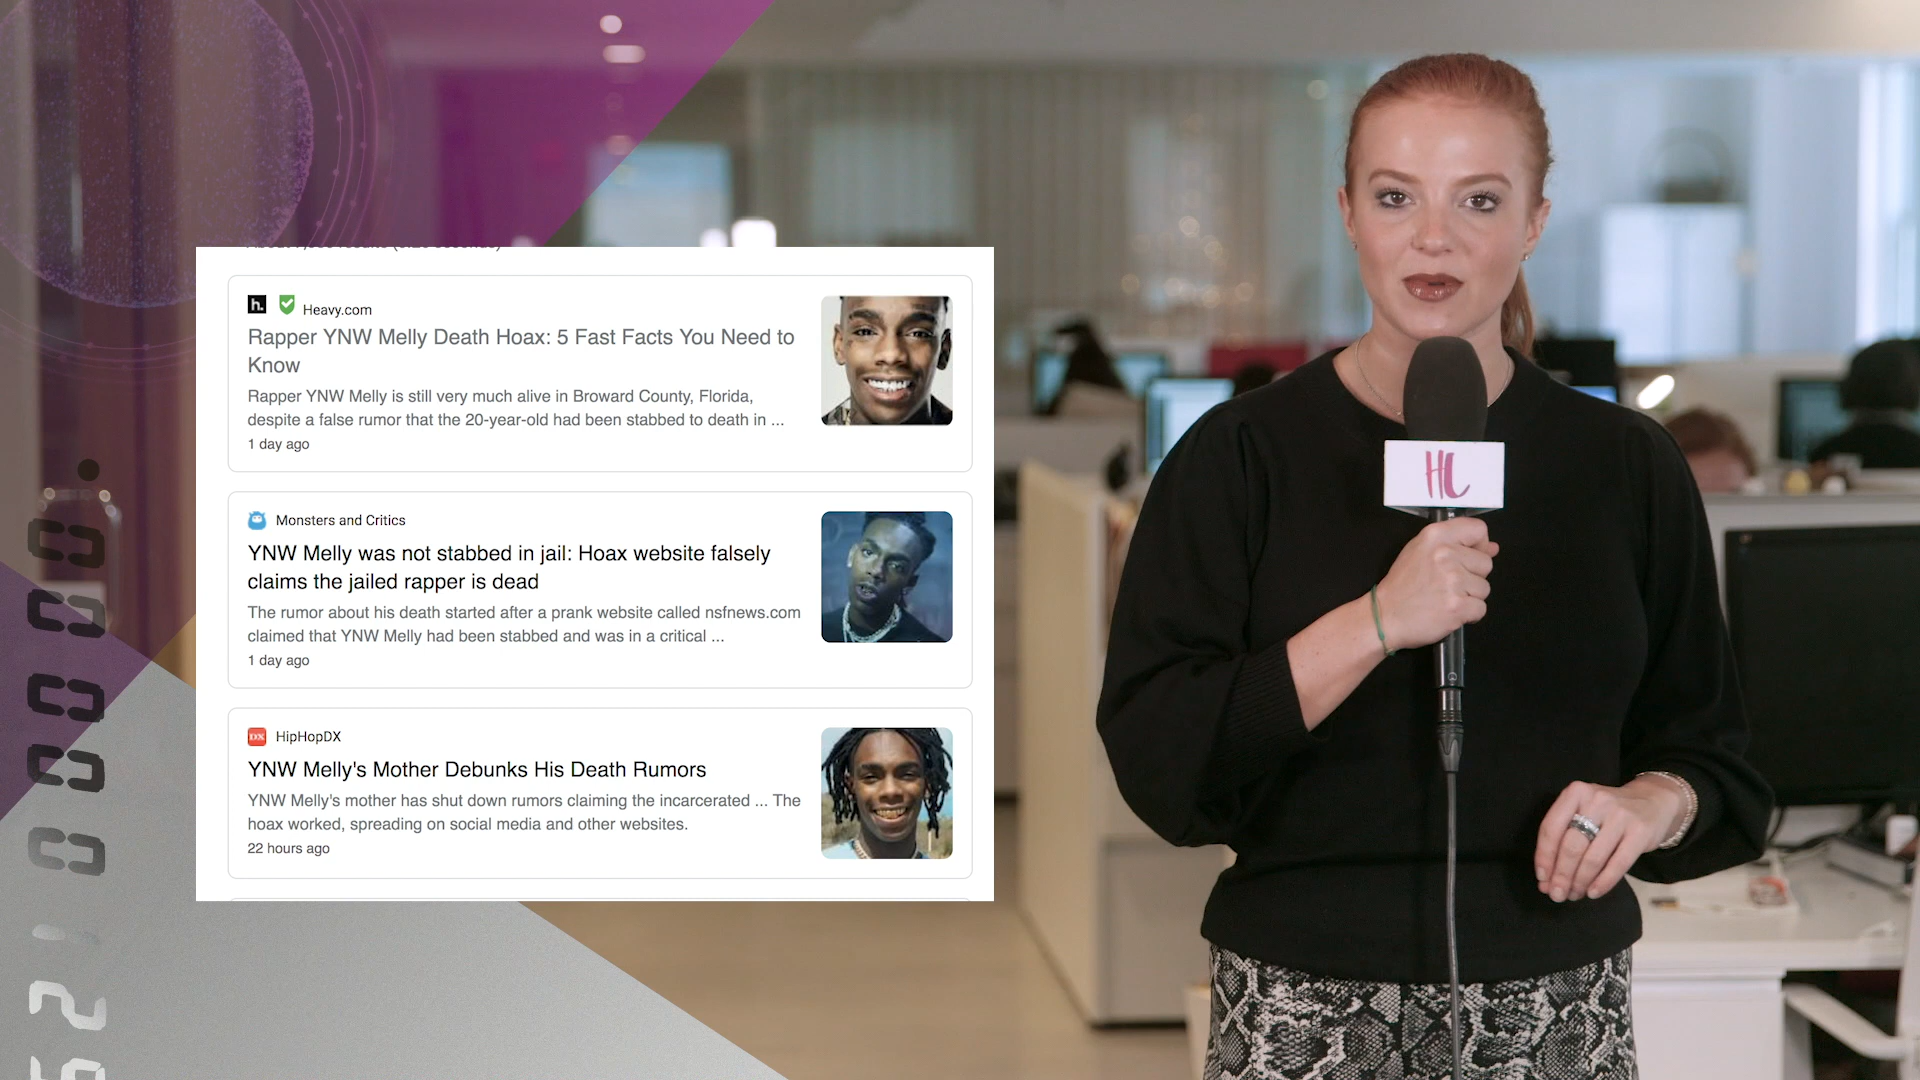 h.
Heavy.com
Rapper YNW Melly Death Hoax: 5 Fast Facts You Need to
Know
Rapper YNW Melly is still very much alive in Broward County, Florida,
despite a false rumor that the 20-year-old had been stabbed to death in ...
1 day ago
Monsters and Critics
YNW Melly was not stabbed in jail: Hoax website falsely
claims the jailed rapper is dead
The rumor about his death started after a prank website called nsfnews.com
claimed that YNW Melly had been stabbed and was in a critical ...
1 day ago
DX
HipHopDX
YNW Melly's Mother Debunks His Death Rumors
YNW Melly's mother has shut down rumors claiming the incarcerated ... The
hoax worked, spreading on social media and other websites.
22 hours ago
HL